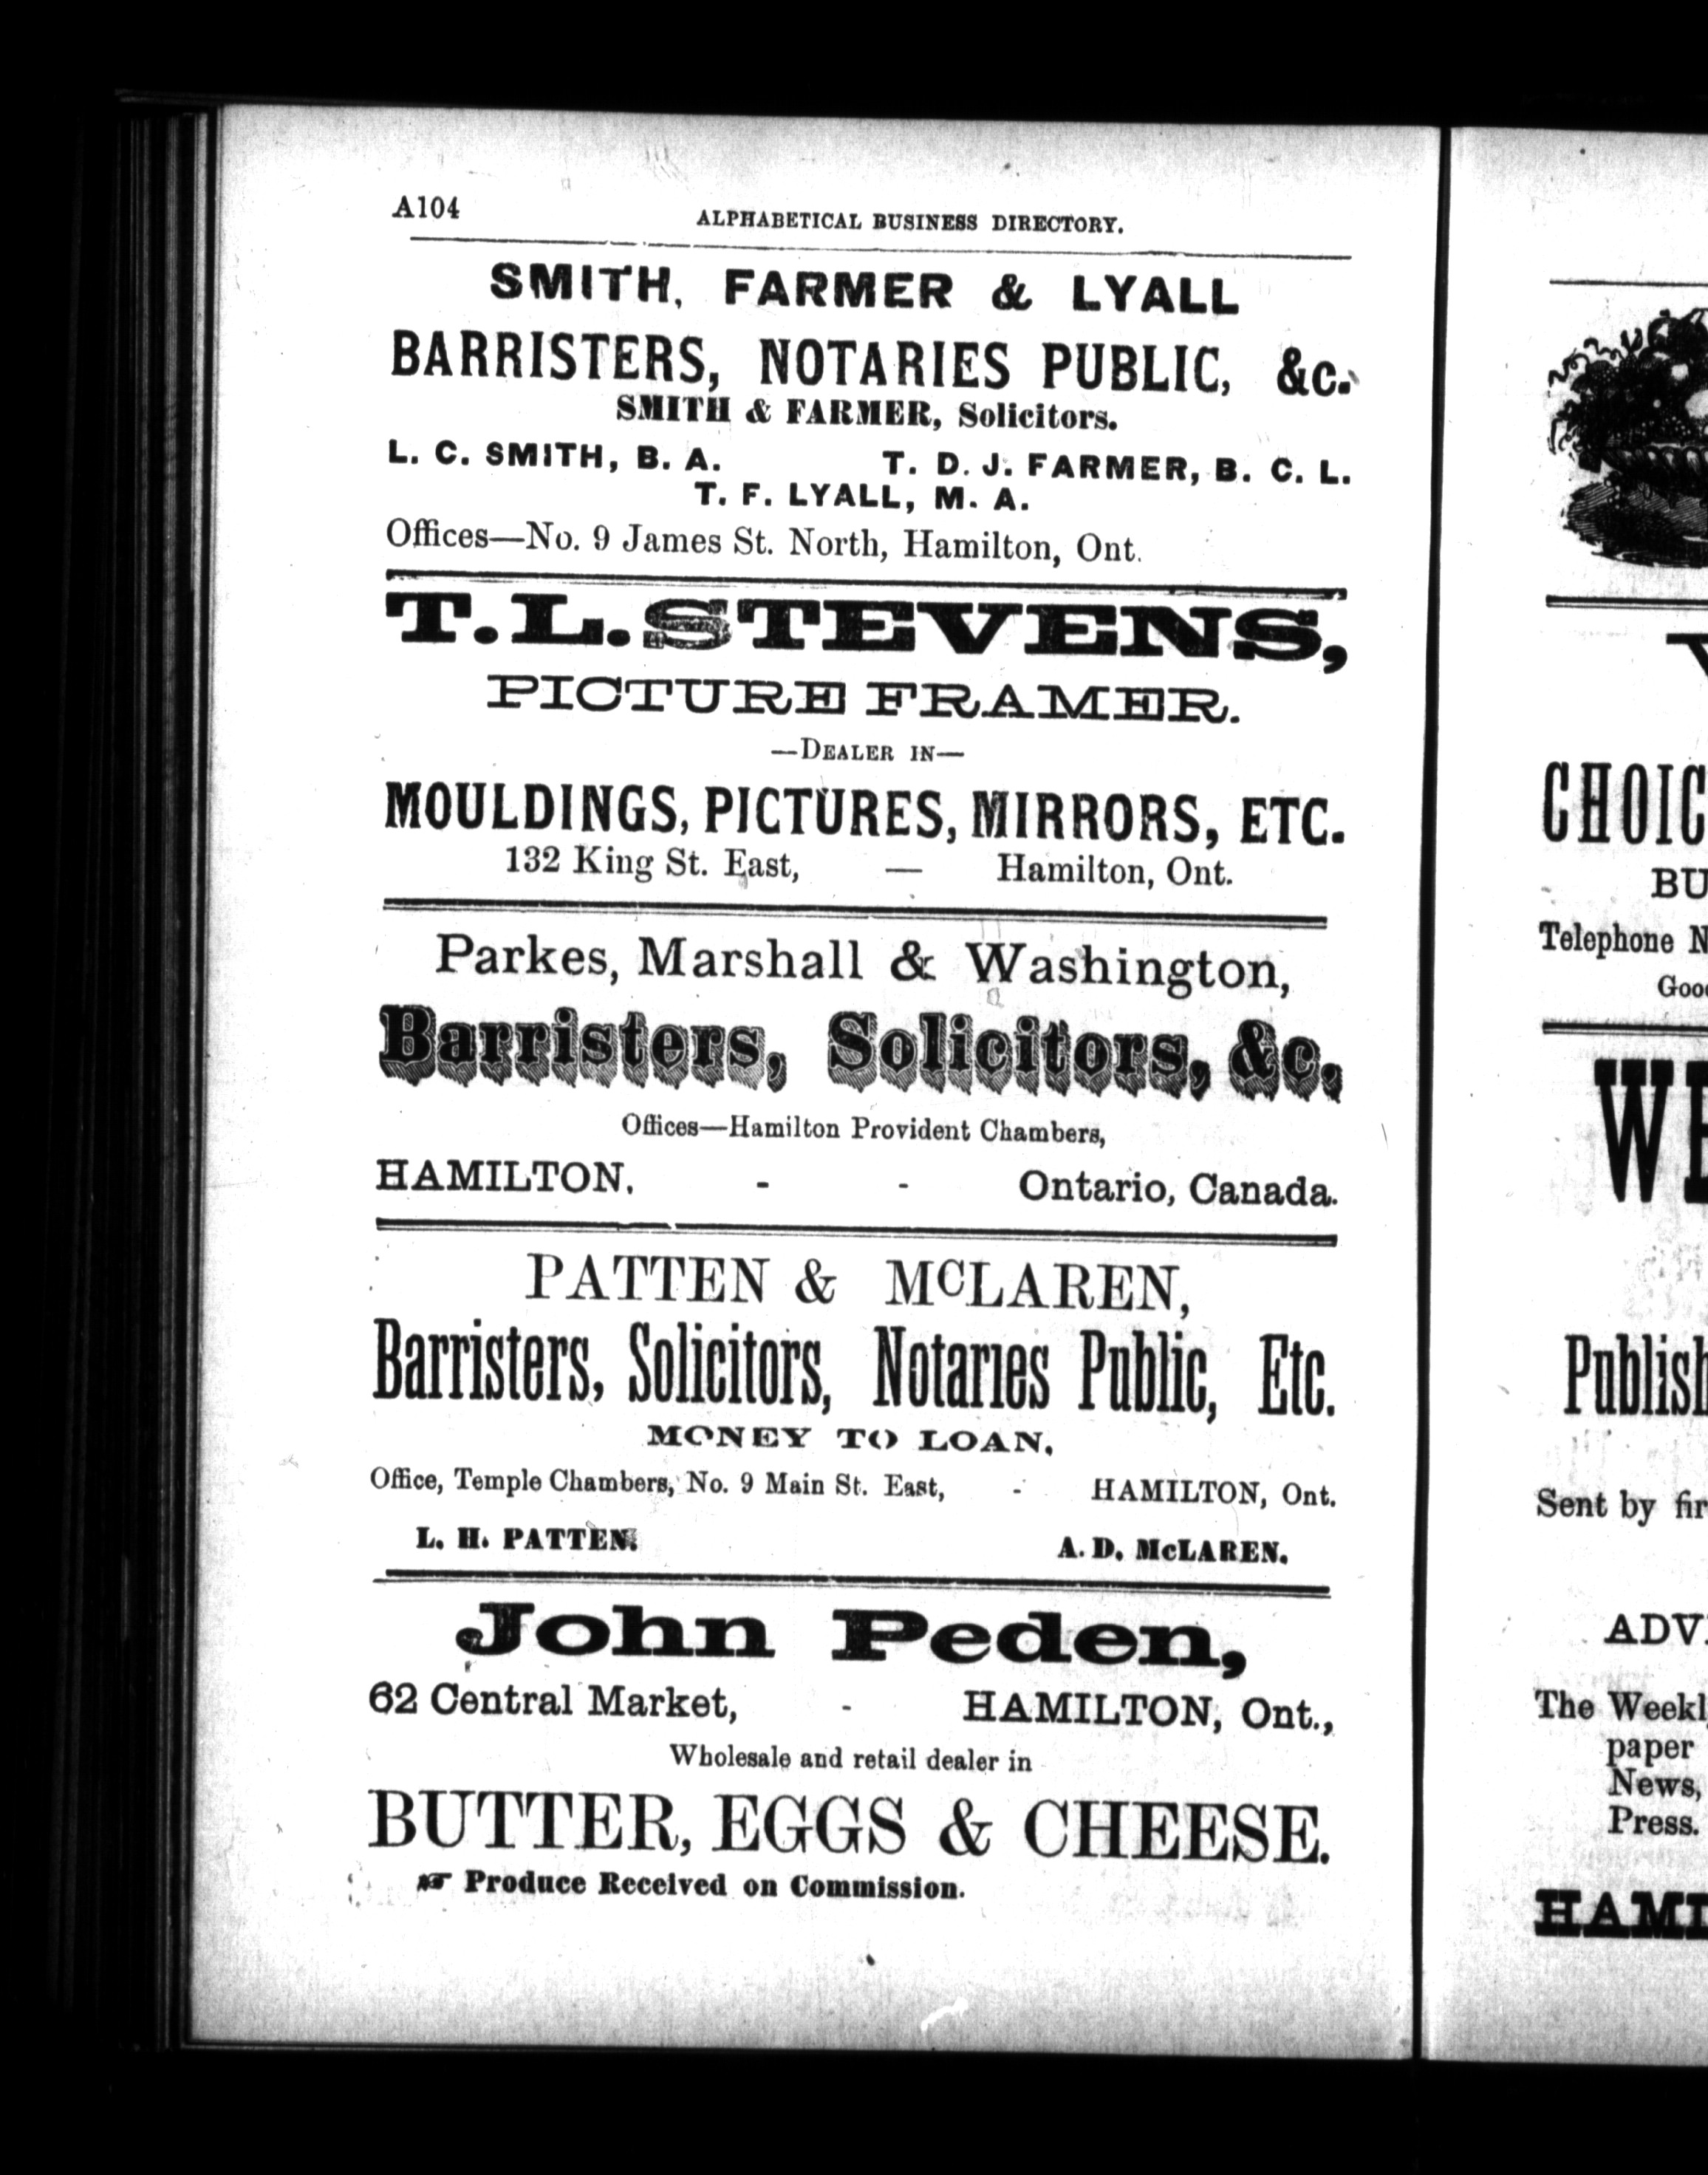 A104
ALPHABETICAL BUSINESS DIRECTORY.
SMITH, FARMER & LYALL
BARRISTERS, NOTARIES PUBLIC, &c.
SMITH & FARMER, Solicitors.
L. C. SMITH, B. A. T. D. J. FARMER, B. C. L.
T. F. LYALL, M. A.
Offices—No. 9 James St. North, Hamilton, Ont.
T. L. STEVENS,
PICTURE FRAMER.
—DEALER IN—
MOULDINGS, PICTURES, MIRRORS, ETC.
132 King St. East, — Hamilton, Ont.
Parkes, Marshall & Washington,
Barristers, Solicitors, &c,
Offices—Hamilton Provident Chambers,
HAMILTON, - - Ontario, Canada.
PATTEN & McLAREN,
Barristers, Solicitors, Notaries Public, Etc.
MONEY TO LOAN,
Office, Temple Chambers, No. 9 Main St. East, - HAMILTON, Ont.
L. H. PATTEN. A. D. McLAREN.
John Peden,
62 Central Market, - HAMILTON, Ont.,
Wholesale and retail dealer in
BUTTER, EGGS & CHEESE.
☞ Produce Received on Commission.
CHOIC
BU
Telephone N
Good
WE
Publish
Sent by fir
ADV
The Weekl
paper
News,
Press.
HAMI